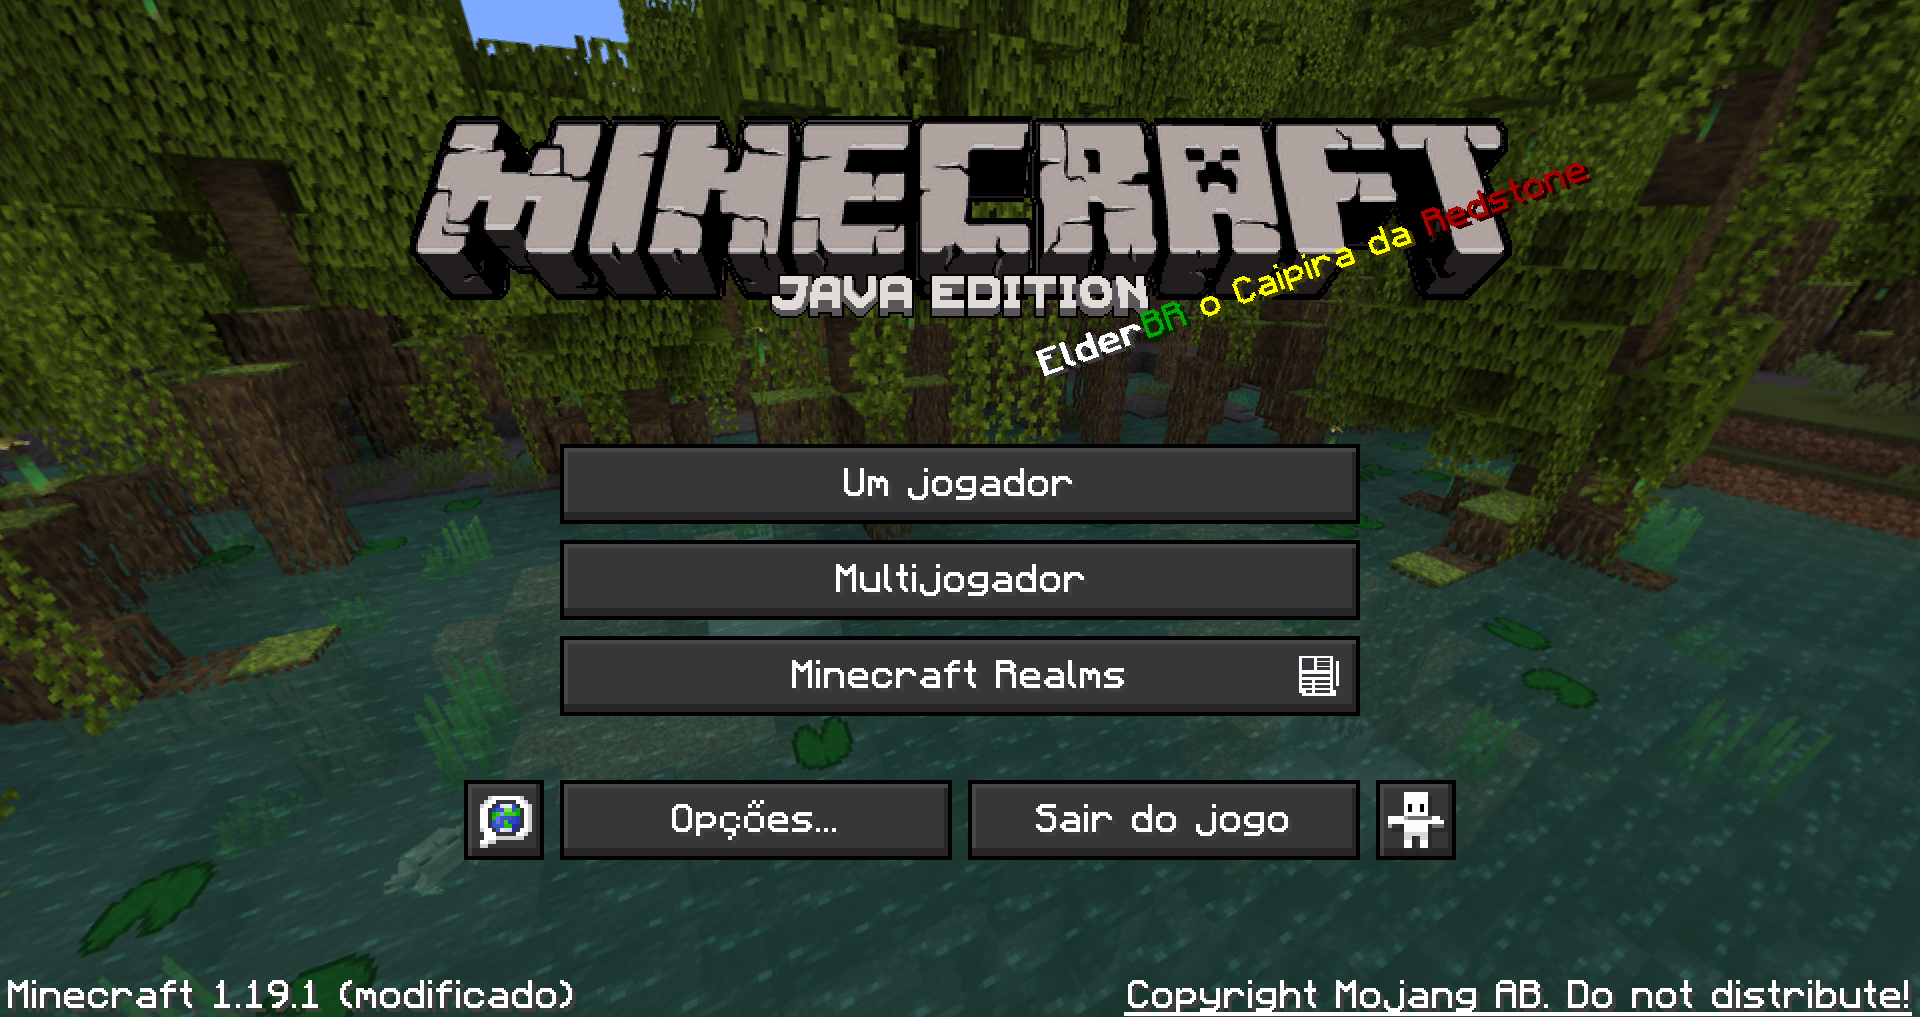 MINECRAFT
JAVA EDITION
ElderBR o Caipira da Redstone
Um jogador
Multijogador
Minecraft Realms
Opções...
Sair do jogo
Minecraft 1.19.1 (modificado)
Copyright Mojang AB. Do not distribute!